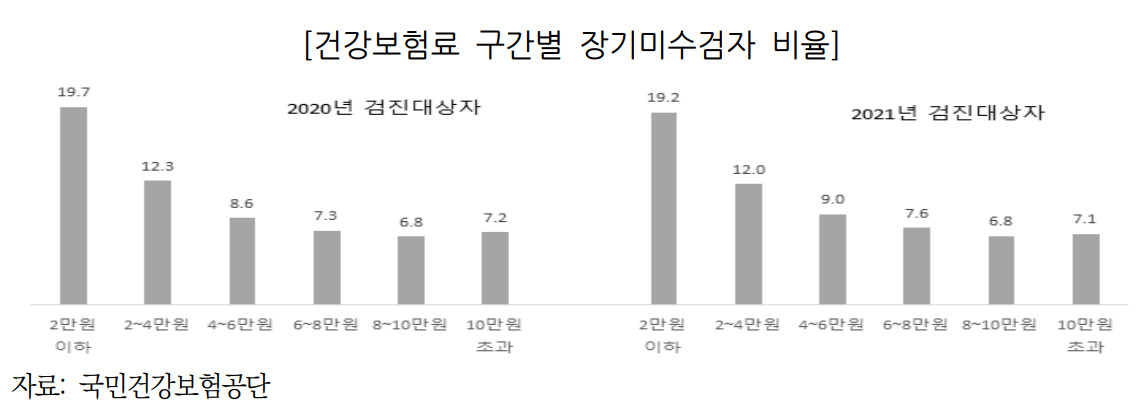 [건강보험료 구간별 장기미수검자 비율]
2020년 검진대상자
19.7
12.3
8.6
7.3
6.8
7.2
2만원 이하
2~4만원
4~6만원
6~8만원
8~10만원
10만원 초과
2021년 검진대상자
19.2
12.0
9.0
7.6
6.8
7.1
2만원 이하
2~4만원
4~6만원
6~8만원
8~10만원
10만원 초과
자료: 국민건강보험공단